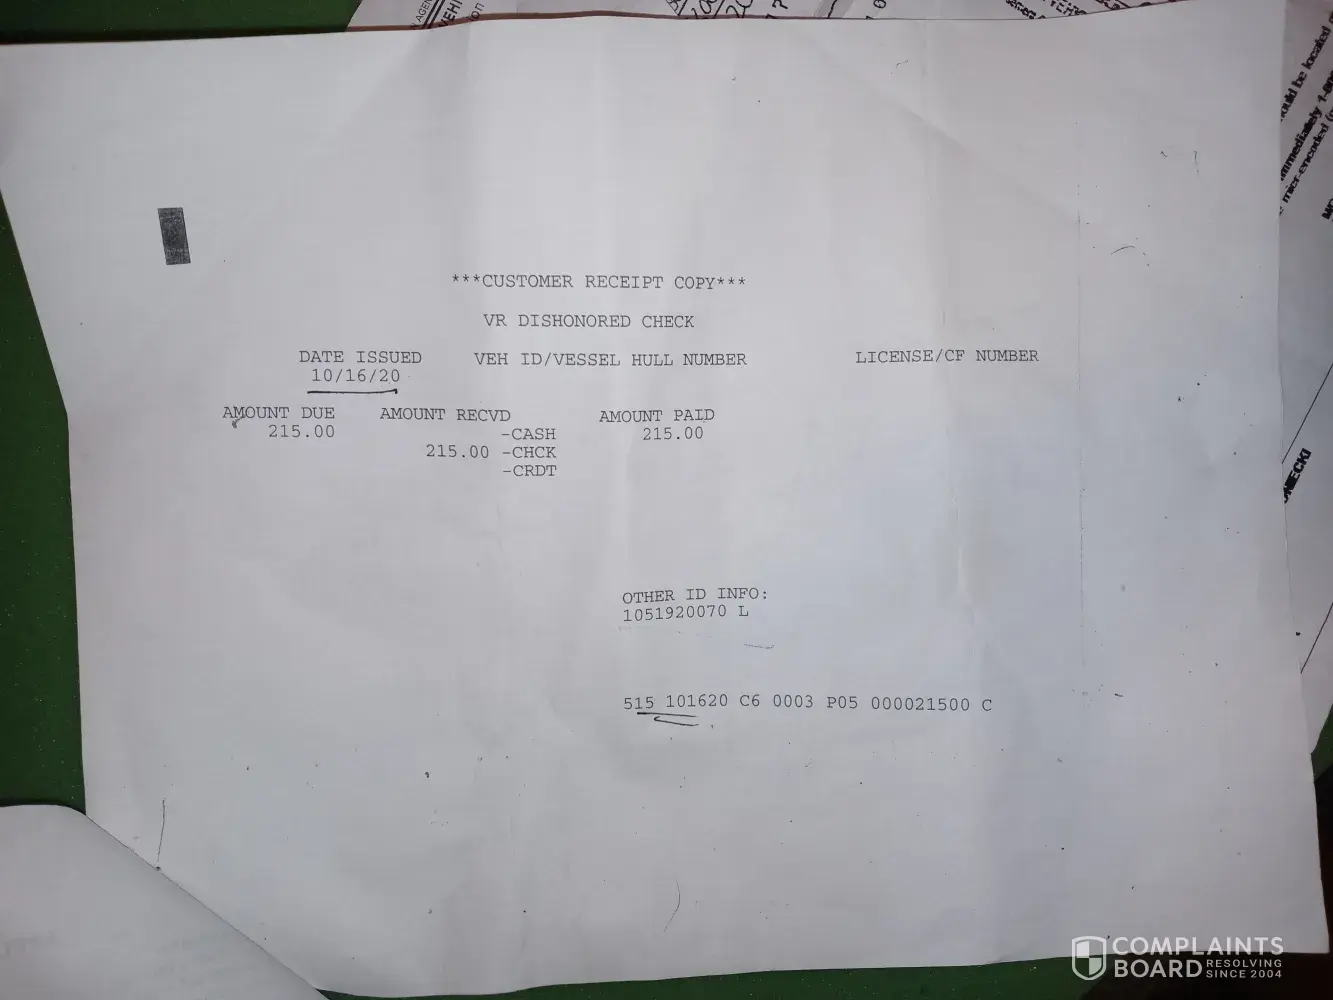 ***CUSTOMER RECEIPT COPY***
VR DISHONORED CHECK
DATE ISSUED VEH ID/VESSEL HULL NUMBER LICENSE/CF NUMBER
10/16/20
AMOUNT DUE AMOUNT RECVD AMOUNT PAID
215.00 -CASH 215.00
215.00 -CHCK
-CRDT
OTHER ID INFO:
1051920070 L
515 101620 C6 0003 P05 000021500 C
COMPLAINTS
BOARD RESOLVING
SINCE 2004